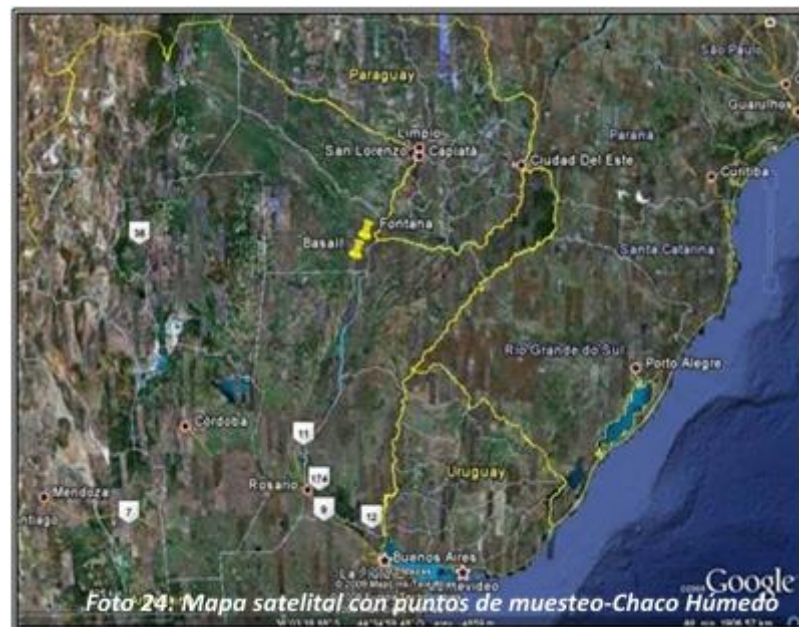 São Paulo
Paraguay
Guarulhos
Limpio
San Lorenzo
Capiatá
Ciudad Del Este
Paraná
Curitiba
Fontana
Basail
38
Santa Catarina
Rio Grande do Sul
Porto Alegre
Córdoba
11
Uruguay
Mendoza
Rosario
174
7
9
12
Buenos Aires
La Plata
Google
Foto 24: Mapa satelital con puntos de muesteo-Chaco Húmedo